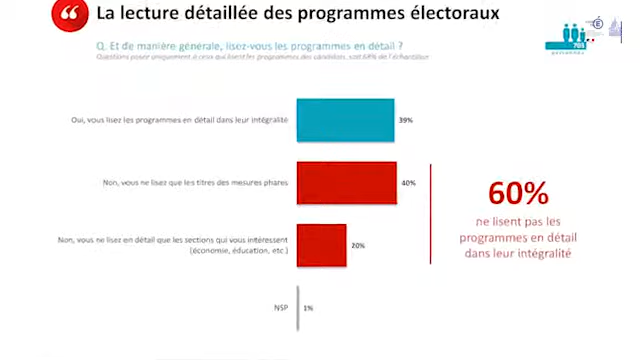 La lecture détaillée des programmes électoraux
Q. Et de manière générale, lisez-vous les programmes en détail ?
Questions posée uniquement à ceux qui lisent les programmes des candidats, soit 68% de l'échantillon
personnes
Oui, vous lisez les programmes en détail dans leur intégralité
39%
Non, vous ne lisez que les titres des mesures phares
40%
Non, vous ne lisez en détail que les sections qui vous intéressent
(économie, éducation, etc.)
20%
NSP
1%
60%
ne lisent pas les
programmes en détail
dans leur intégralité